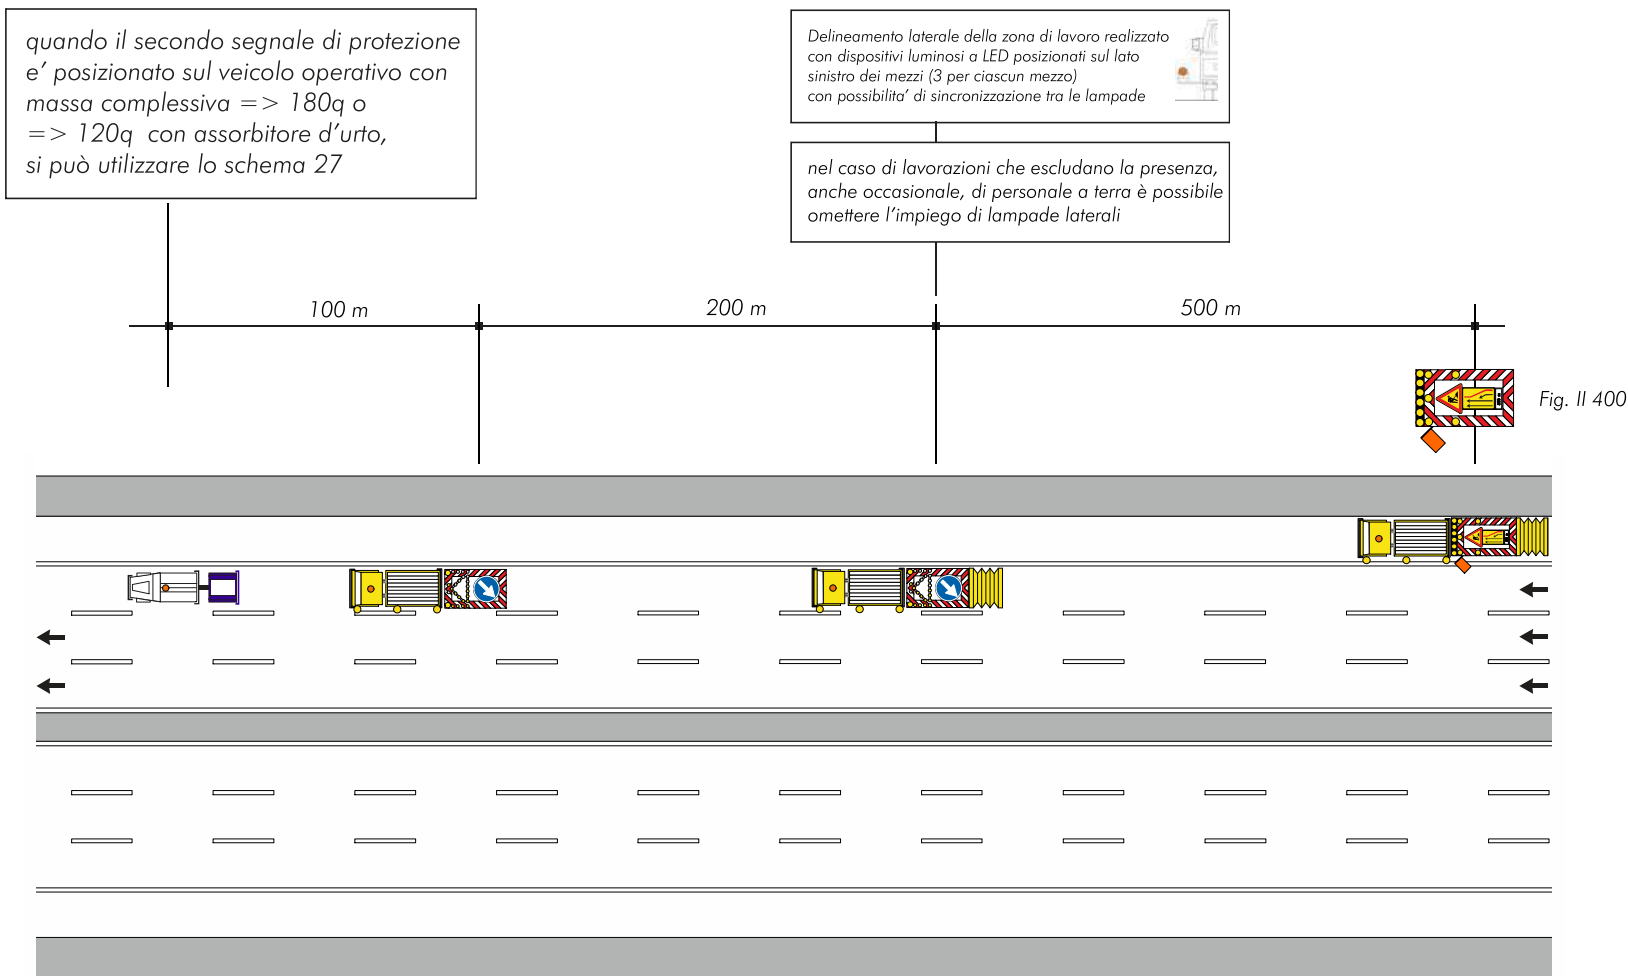 quando il secondo segnale di protezione
e' posizionato sul veicolo operativo con
massa complessiva => 180q o
=> 120q con assorbitore d'urto,
si può utilizzare lo schema 27
Delineamento laterale della zona di lavoro realizzato
con dispositivi luminosi a LED posizionati sul lato
sinistro dei mezzi (3 per ciascun mezzo)
con possibilita' di sincronizzazione tra le lampade
nel caso di lavorazioni che escludano la presenza,
anche occasionale, di personale a terra è possibile
omettere l'impiego di lampade laterali
100 m
200 m
500 m
Fig. II 400